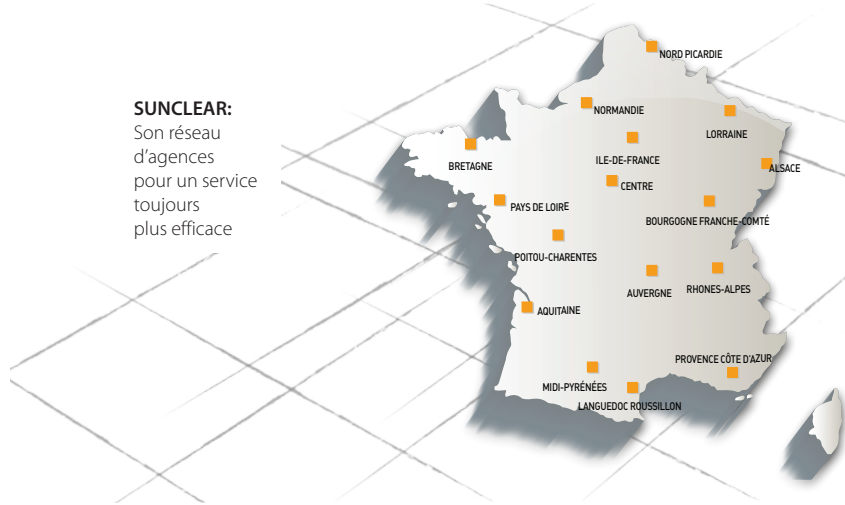 SUNCLEAR:
Son réseau
d'agences
pour un service
toujours
plus efficace
NORD PICARDIE
NORMANDIE
LORRAINE
ILE-DE-FRANCE
ALSACE
BRETAGNE
CENTRE
PAYS DE LOIRE
BOURGOGNE FRANCHE-COMTÉ
POITOU-CHARENTES
AUVERGNE
RHONES-ALPES
AQUITAINE
PROVENCE CÔTE D'AZUR
MIDI-PYRÉNÉES
LANGUEDOC ROUSSILLON